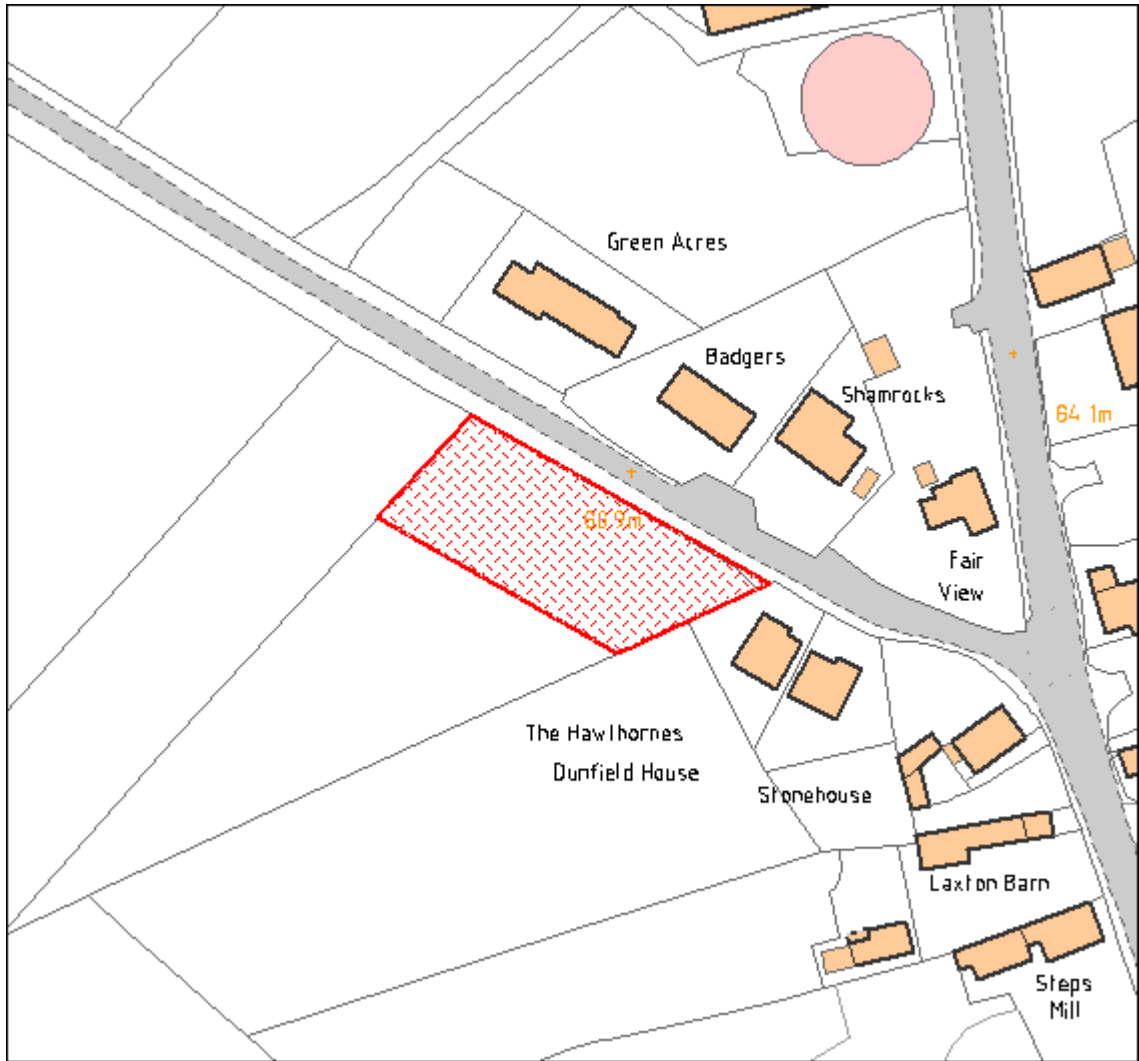 Green Acres
Badgers
Shamrocks
64.1m
66.9m
Fair
View
The Hawthornes
Dunfield House
Stonehouse
Laxton Barn
Steps
Mill